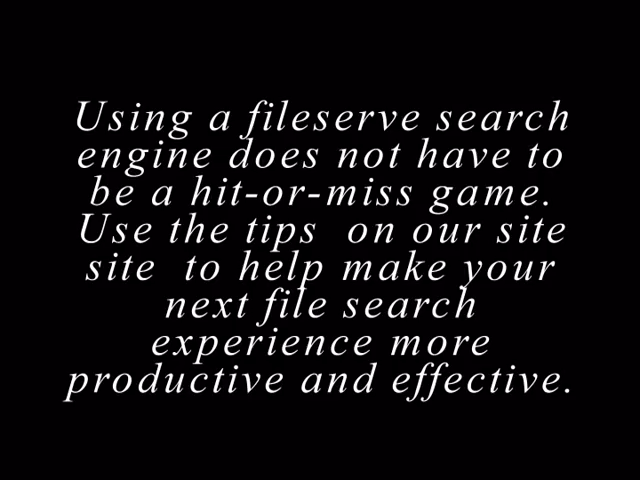 Using a fileserve search
engine does not have to
be a hit-or-miss game.
Use the tips on our site
site to help make your
next file search
experience more
productive and effective.